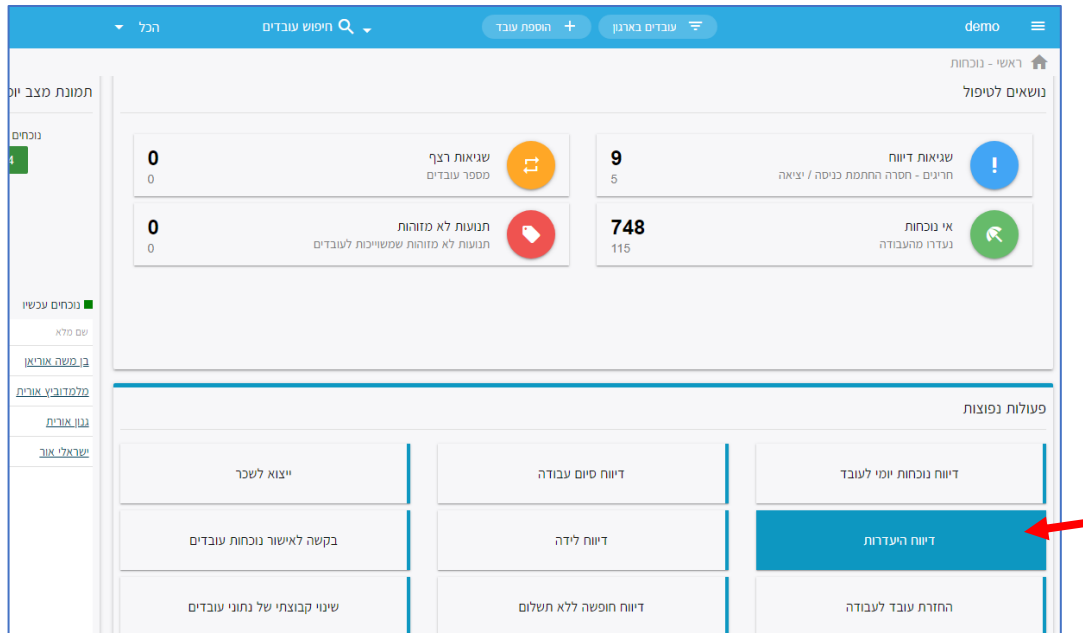 demo
עובדים בארגון
+ הוספת עובד
חיפוש עובדים
הכל
ראשי - נוכחות
נושאים לטיפול
שגיאות דיווח
חריגים - חסרה החתמת כניסה / יציאה
9
5
שגיאות רצף
מספר עובדים
0
0
אי נוכחות
נעדרו מהעבודה
748
115
תנועות לא מזוהות
תנועות לא מזוהות שמשוייכות לעובדים
0
0
פעולות נפוצות
דיווח נוכחות יומי לעובד
דיווח סיום עבודה
ייצוא לשכר
דיווח היעדרות
דיווח לידה
בקשה לאישור נוכחות עובדים
החזרת עובד לעבודה
דיווח חופשה ללא תשלום
שינוי קבוצתי של נתוני עובדים
תמונת מצב
נוכחים
4
נוכחים עכשיו
שם מלא
בן משה אוריאן
מלמדוביץ אורית
גנון אורית
ישראלי אור